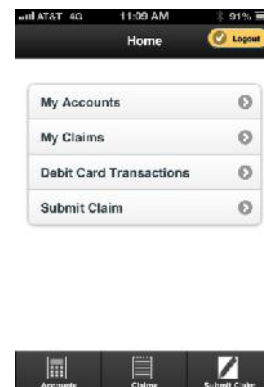 AT&T 4G 11:09 AM 91%
Home
Logout
My Accounts
My Claims
Debit Card Transactions
Submit Claim
Accounts Claims Submit Claim